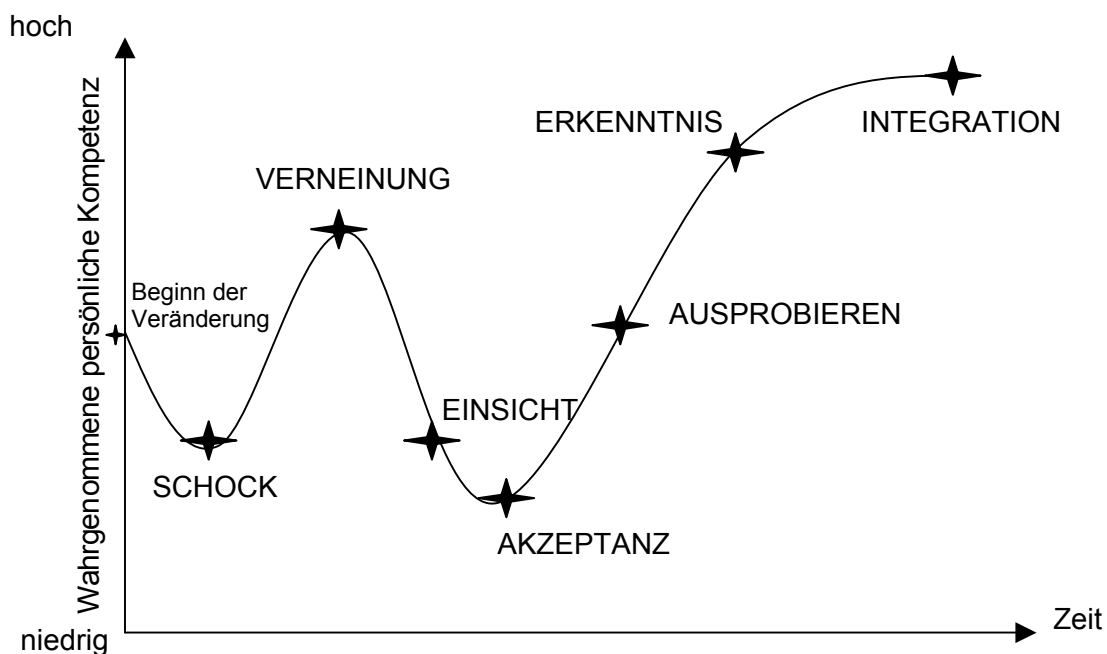 hoch
Wahrgenommene persönliche Kompetenz
ERKENNTNIS
INTEGRATION
VERNEINUNG
Beginn der
Veränderung
AUSPROBIEREN
EINSICHT
SCHOCK
AKZEPTANZ
Zeit
niedrig